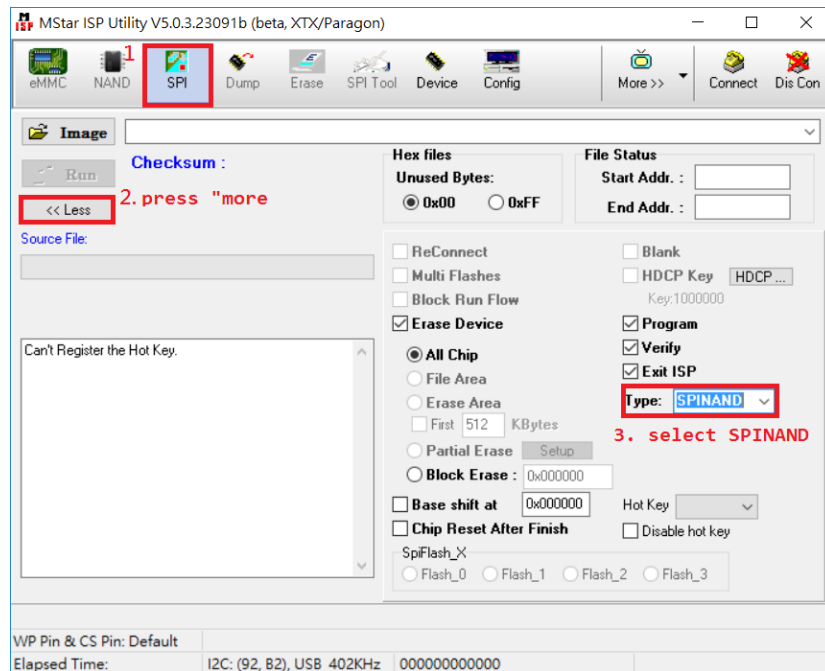 MStar ISP Utility V5.0.3.23091b (beta, XTX/Paragon)
1
eMMC NAND SPI Dump Erase SPI Tool Device Config More >> Connect Dis Con
Image
Run
Checksum :
2. press "more
<< Less
Source File:
Can't Register the Hot Key.
Hex files
Unused Bytes:
0x00 0xFF
File Status
Start Addr. :
End Addr. :
ReConnect
Multi Flashes
Block Run Flow
Erase Device
All Chip
File Area
Erase Area
First 512 KBytes
Partial Erase Setup
Block Erase : 0x000000
Base shift at 0x000000
Chip Reset After Finish
Blank
HDCP Key HDCP ...
Key:1000000
Program
Verify
Exit ISP
Type: SPINAND
3. select SPINAND
Hot Key
Disable hot key
SpiFlash_X
Flash_0 Flash_1 Flash_2 Flash_3
WP Pin & CS Pin: Default
Elapsed Time: I2C: (92, B2), USB 402KHz 000000000000